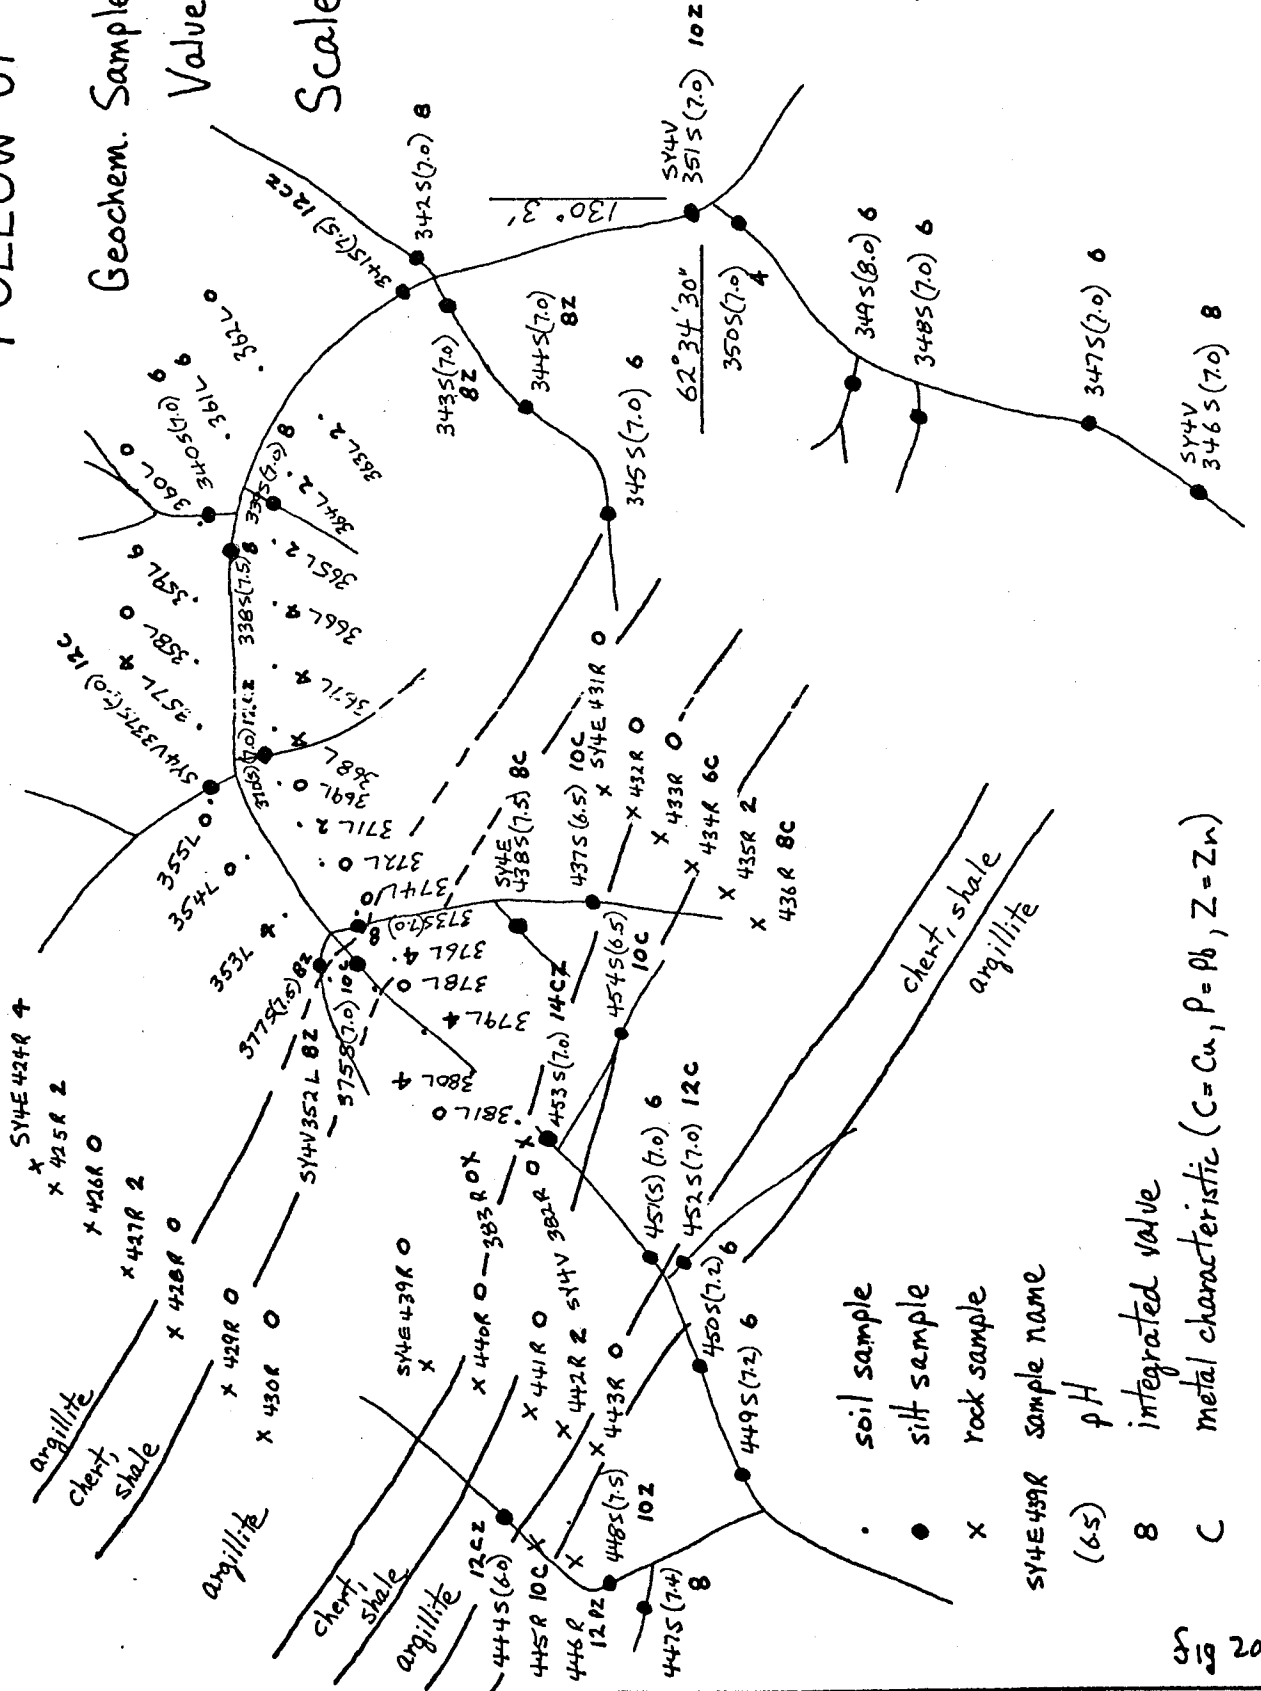 FOLLOW UP
Geochem. Sample
Value
Scale
SY4E 424R 4
425R 2
426R 0
427R 2
428R 0
429R 0
430R 0
argillite
chert,
shale
argillite
chert,
shale
argillite
SY4E 439R 0
440R 0
383R 0
441R 0
442R 2
SY4V 382R 0
443R 0
444S(6.0) 12CZ
445R 10C
446R
12PZ
447S(7.4)
8
448S(7.5)
10Z
449S(7.2) 6
450S(7.2) 6
451(S)(7.0) 6
452S(7.0) 12C
453S(7.0) 14CZ
454S(6.5)
10C
chert, shale
argillite
353L
354L 0
355L 0
SY4V337S(7.0) 12C
357L 4
358L 0
359L 6
360L 0
340S(7.0) 6
361L 6
362L 0
341S(7.5) 12CZ
342S(7.0) 8
343S(7.0)
8Z
344S(7.0)
8Z
345S(7.0) 6
130° 3'
62° 34' 30"
SY4V
351S(7.0) 10Z
350S(7.0)
4
349S(8.0) 6
348S(7.0) 6
347S(7.0) 6
SY4V
346S(7.0) 8
338S(7.5) 8
339S(7.0) 8
363L 2
364L 2
365L 2
366L 4
367L 4
368L 4
369L 0
370(S)(7.0)
371L 2
372L 0
373S(7.0)
8
374L 0
375S(7.0) 10C
376L 4
377S(7.5) 8Z
378L 0
379L 4
380L 4
381L 0
SY4V352L 8Z
SY4E
438S(7.5) 8C
437S(6.5) 10C
SY4E 431R 0
432R 0
433R 0
434R 6C
435R 2
436R 8C
. soil sample
● silt sample
x rock sample
SY4E439R sample name
(6.5) pH
8 integrated value
C metal characteristic (C=Cu, P=Pb, Z=Zn)
Fig 20